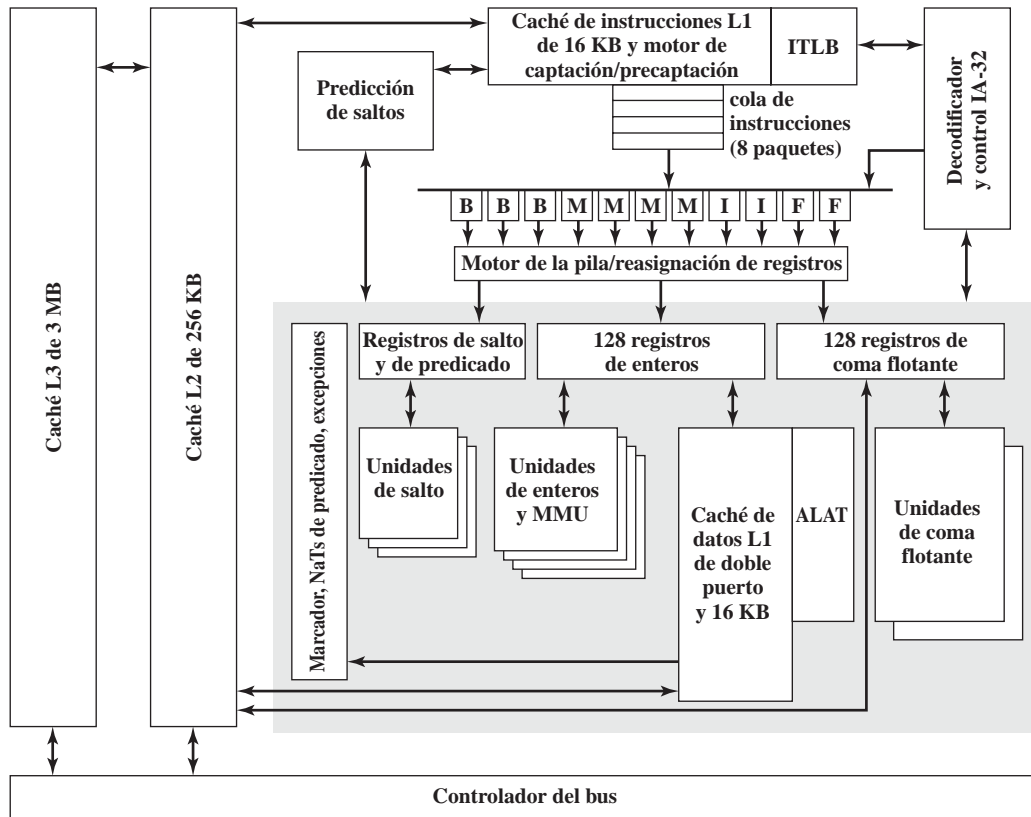 Caché L3 de 3 MB
Caché L2 de 256 KB
Caché de instrucciones L1
de 16 KB y motor de
captación/precaptación
ITLB
Decodificador
y control IA-32
Predicción
de saltos
cola de
instrucciones
(8 paquetes)
B B B M M M M I I F F
Motor de la pila/reasignación de registros
Marcador, NaTs de predicado, excepciones
Registros de salto
y de predicado
128 registros
de enteros
128 registros de
coma flotante
Unidades
de salto
Unidades
de enteros
y MMU
Caché de
datos L1
de doble
puerto
y 16 KB
ALAT
Unidades
de coma
flotante
Controlador del bus